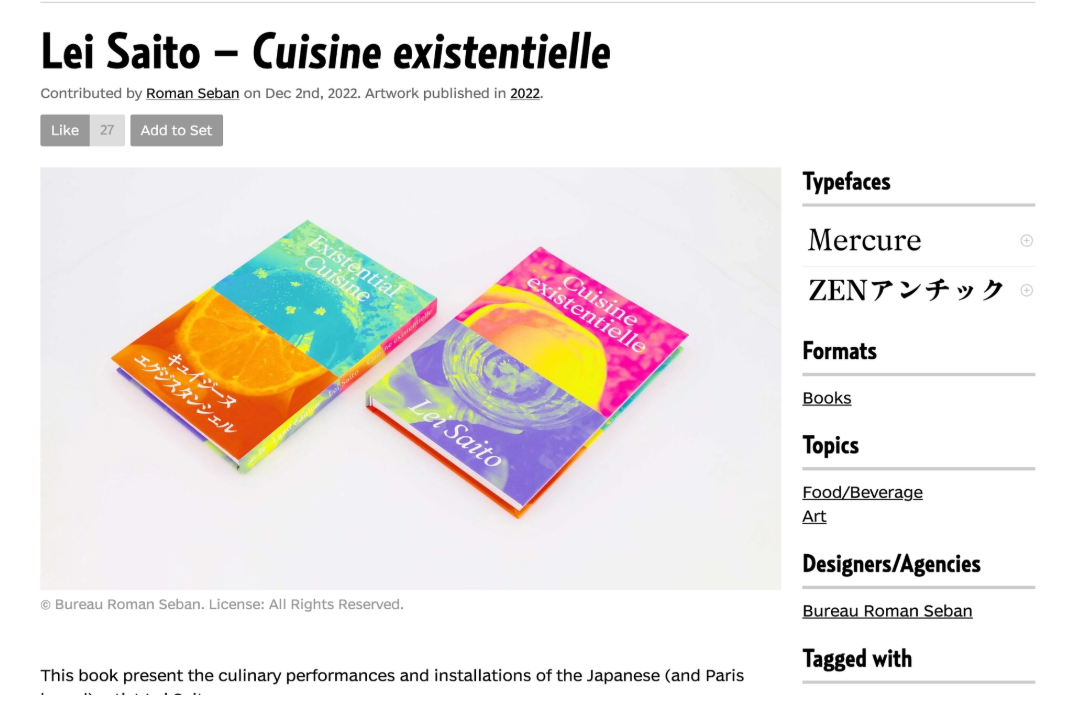 Lei Saito – Cuisine existentielle
Contributed by Roman Seban on Dec 2nd, 2022. Artwork published in 2022.
Like 27 Add to Set
Existential
Cuisine
キュイジーヌ
エグジスタンシェル
Cuisine
existentielle
Lei Saito
© Bureau Roman Seban. License: All Rights Reserved.
This book present the culinary performances and installations of the Japanese (and Paris
Typefaces
Mercure
ZENアンチック
Formats
Books
Topics
Food/Beverage
Art
Designers/Agencies
Bureau Roman Seban
Tagged with